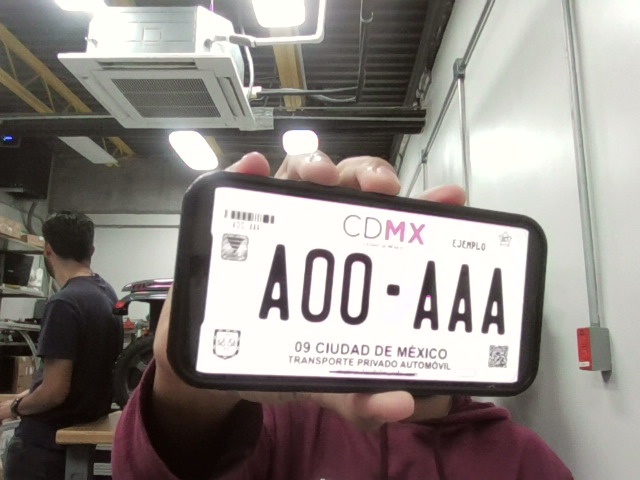 CDMX
EJEMPLO
A00-AAA
09 CIUDAD DE MÉXICO
TRANSPORTE PRIVADO AUTOMÓVIL